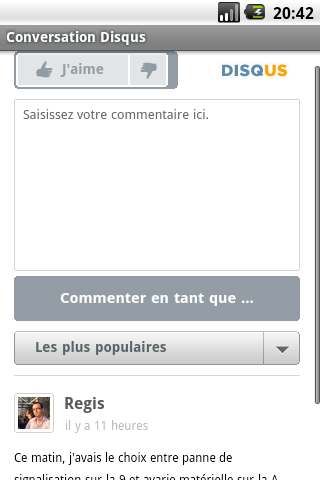 20:42
Conversation Disqus
J'aime
DISQUS
Saisissez votre commentaire ici.
Commenter en tant que ...
Les plus populaires
Regis
il y a 11 heures
Ce matin, j'avais le choix entre panne de
signalisation sur la 9 et avarie matérielle sur la A